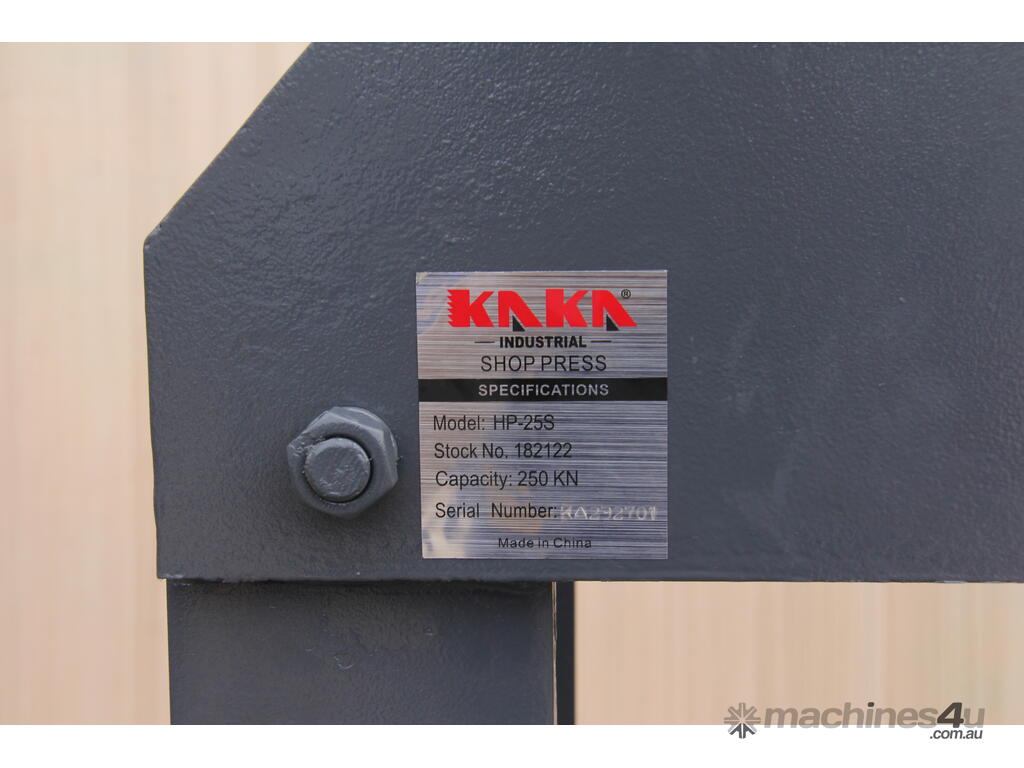 KAKA®
INDUSTRIAL
SHOP PRESS
SPECIFICATIONS
Model: HP-25S
Stock No. 182122
Capacity: 250 KN
Serial Number: KA292701
Made in China
machines4u
.com.au